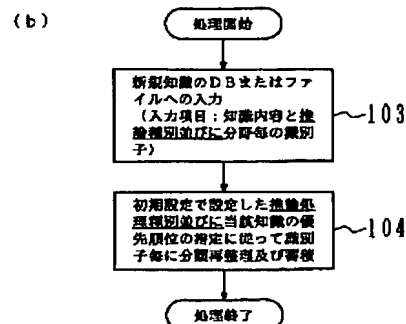 (b)
処理開始
新規知識のDBまたはファ
イルへの入力
(入力項目:知識内容と推
論種別並びに分野毎の識別
子)
103
初期設定で設定した推論処
理種別並びに当該知識の優
先順位の指定に従って識別
子毎に分類再整理及び蓄積
104
処理終了